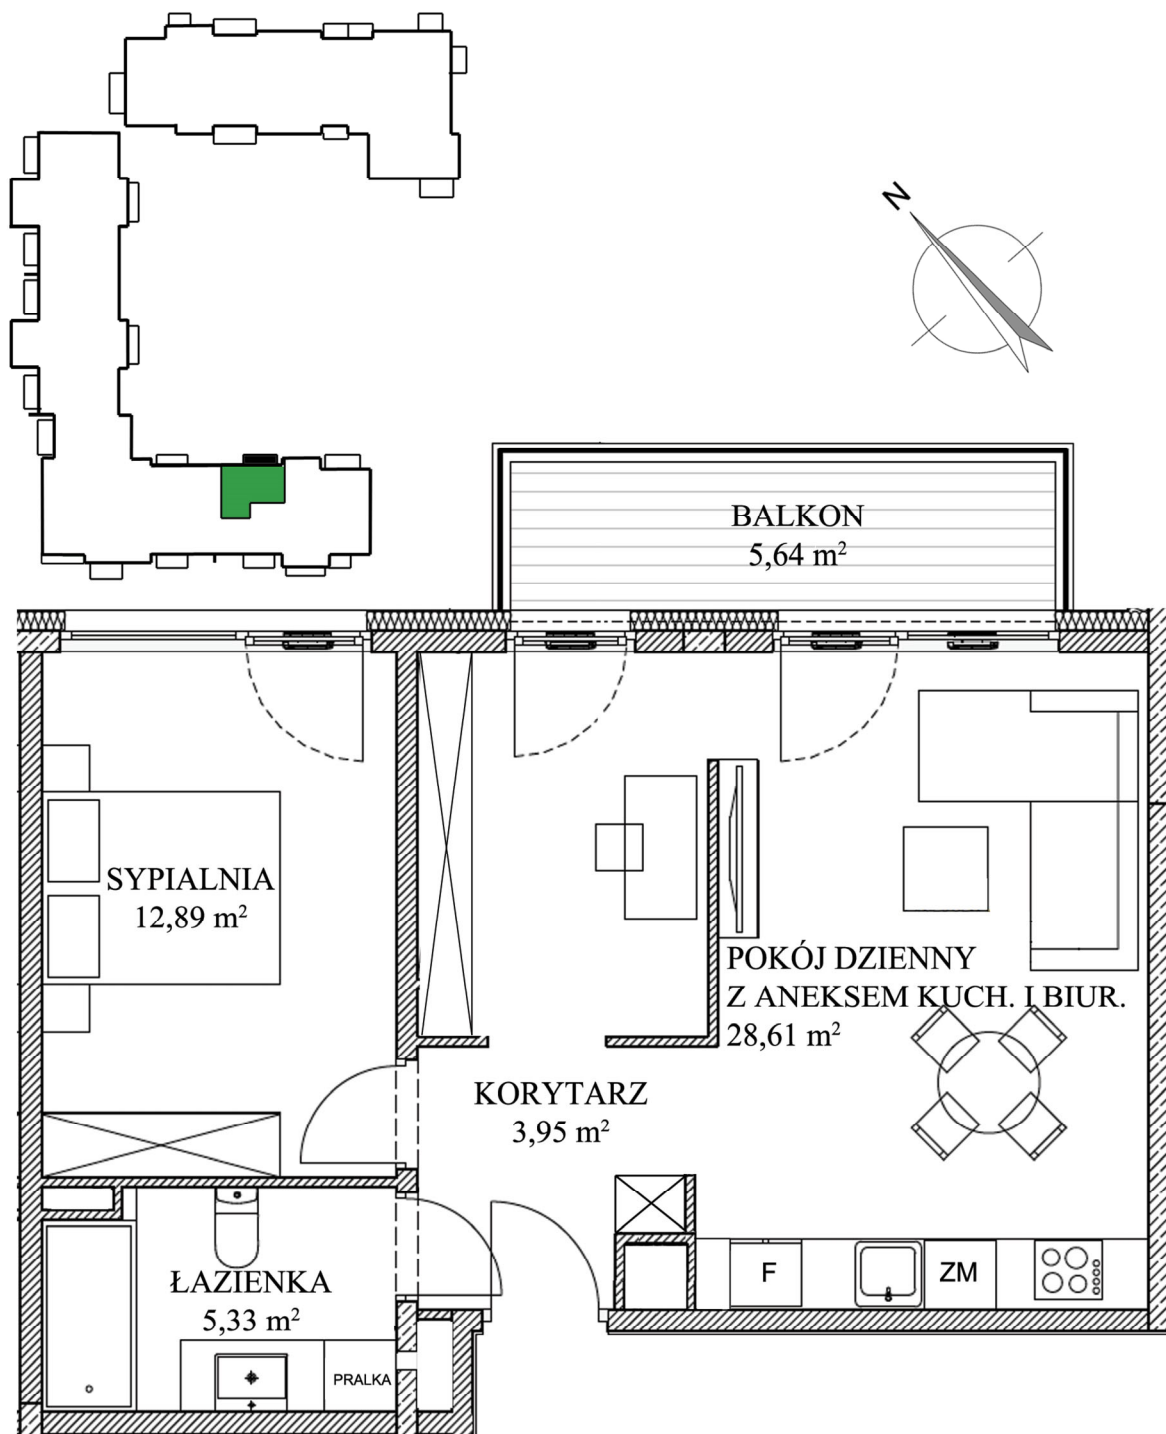 N
BALKON
5,64 m²
SYPIALNIA
12,89 m²
POKÓJ DZIENNY
Z ANEKSEM KUCH. I BIUR.
28,61 m²
KORYTARZ
3,95 m²
ŁAZIENKA
5,33 m²
F
ZM
PRALKA